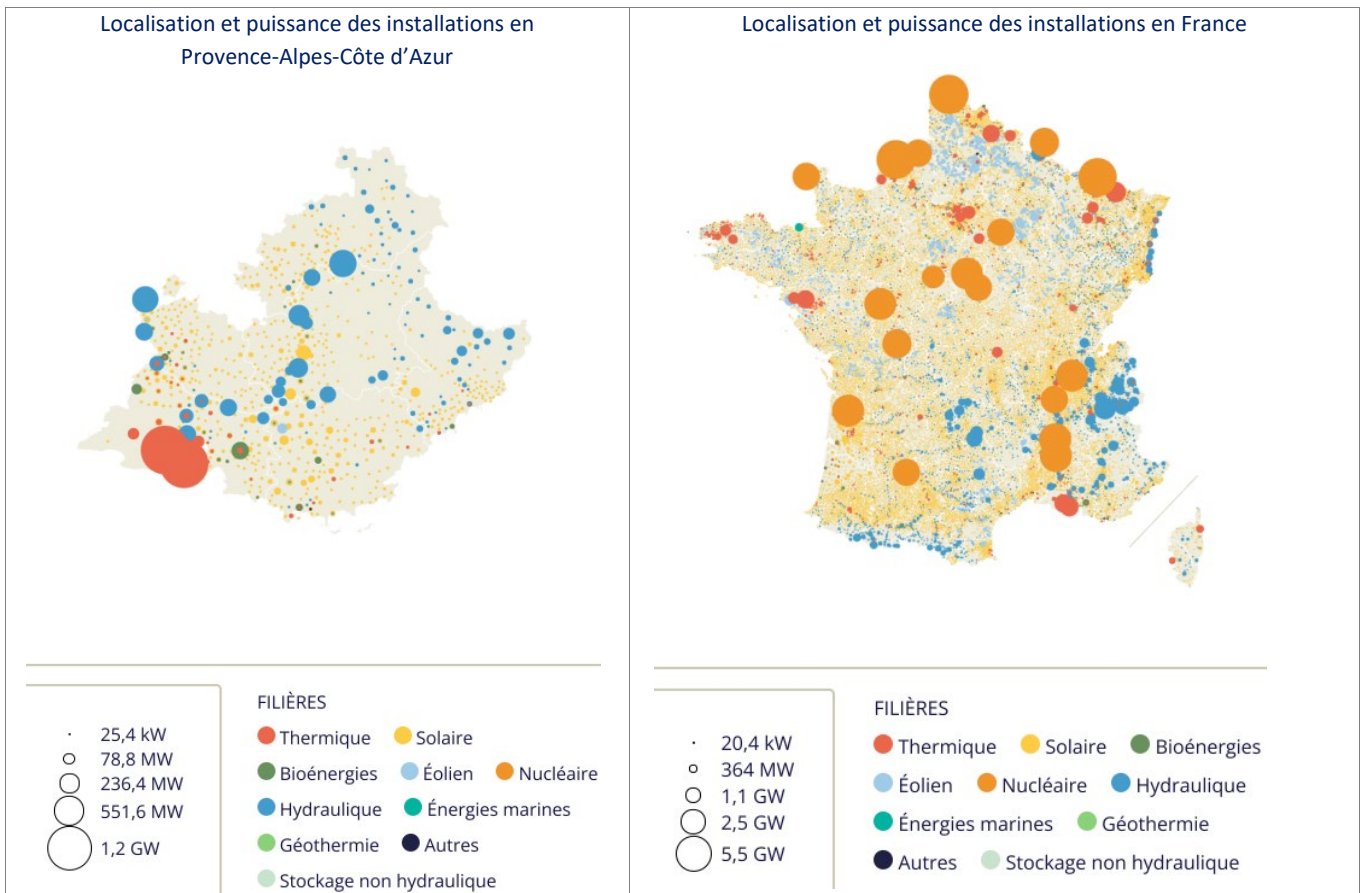 Localisation et puissance des installations en
Provence-Alpes-Côte d’Azur
Localisation et puissance des installations en France
25,4 kW
78,8 MW
236,4 MW
551,6 MW
1,2 GW
FILIÈRES
Thermique Solaire
Bioénergies Éolien Nucléaire
Hydraulique Énergies marines
Géothermie Autres
Stockage non hydraulique
20,4 kW
364 MW
1,1 GW
2,5 GW
5,5 GW
FILIÈRES
Thermique Solaire Bioénergies
Éolien Nucléaire Hydraulique
Énergies marines Géothermie
Autres Stockage non hydraulique